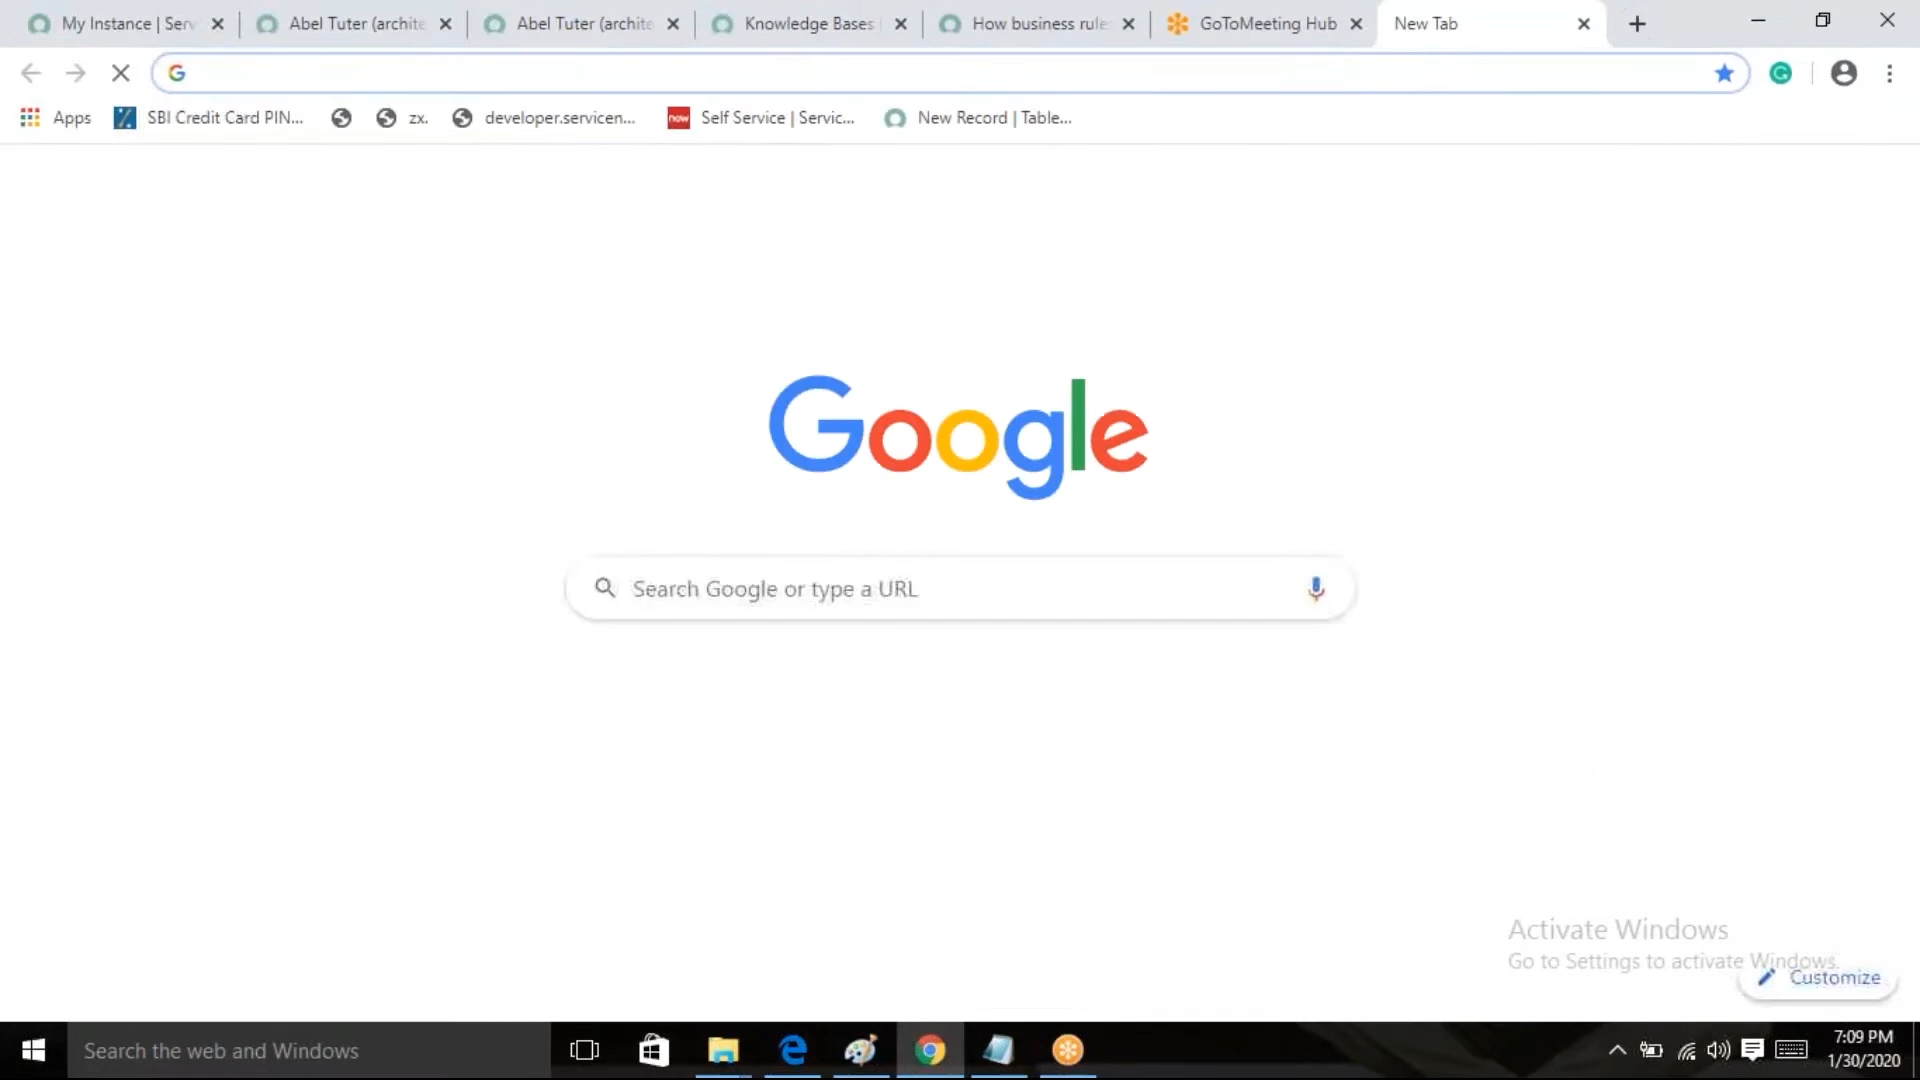 My Instance | Serv
Abel Tuter (archite
Abel Tuter (archite
Knowledge Bases
How business rule
GoToMeeting Hub
New Tab
Apps
SBI Credit Card PIN...
zx.
developer.servicen...
now
Self Service | Servic...
New Record | Table...
Google
Search Google or type a URL
Activate Windows
Go to Settings to activate Windows.
Customize
Search the web and Windows
7:09 PM
1/30/2020